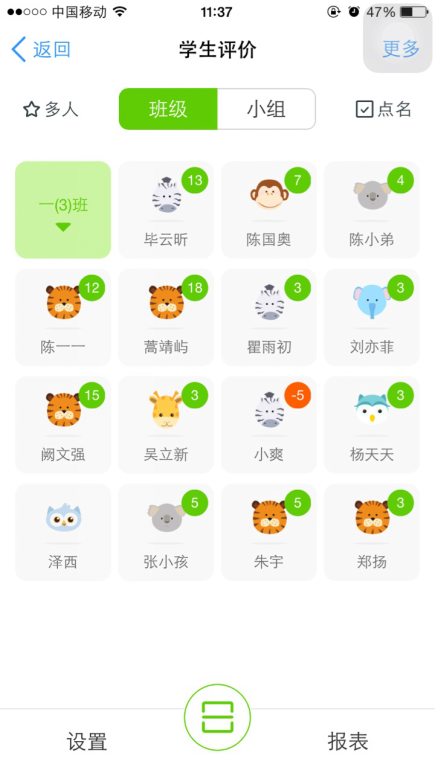 中国移动 11:37 47%
返回 学生评价 更多
多人 班级 小组 点名
一(3)班 13 7 4
毕云昕 陈国奥 陈小弟
12 18 3 3
陈一一 蒿靖屿 瞿雨初 刘亦菲
15 3 -5 3
阙文强 吴立新 小爽 杨天天
5 5 3
泽西 张小孩 朱宇 郑扬
设置 报表